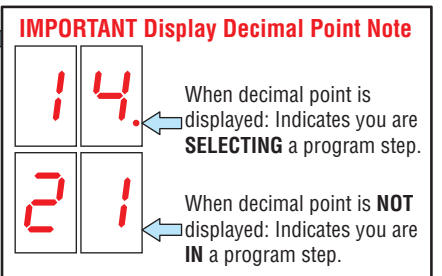 IMPORTANT Display Decimal Point Note
14.
When decimal point is
displayed: Indicates you are
SELECTING a program step.
21
When decimal point is NOT
displayed: Indicates you are
IN a program step.